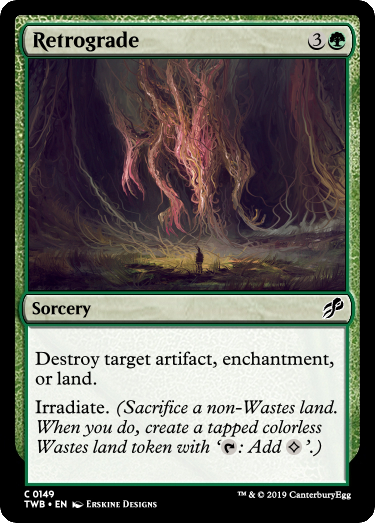 Retrograde 3
Sorcery
Destroy target artifact, enchantment,
or land.
Irradiate. (Sacrifice a non-Wastes land.
When you do, create a tapped colorless
Wastes land token with ‘: Add ’.)
C 0149
TWB • EN Erskine Designs
™ & © 2019 CanterburyEgg